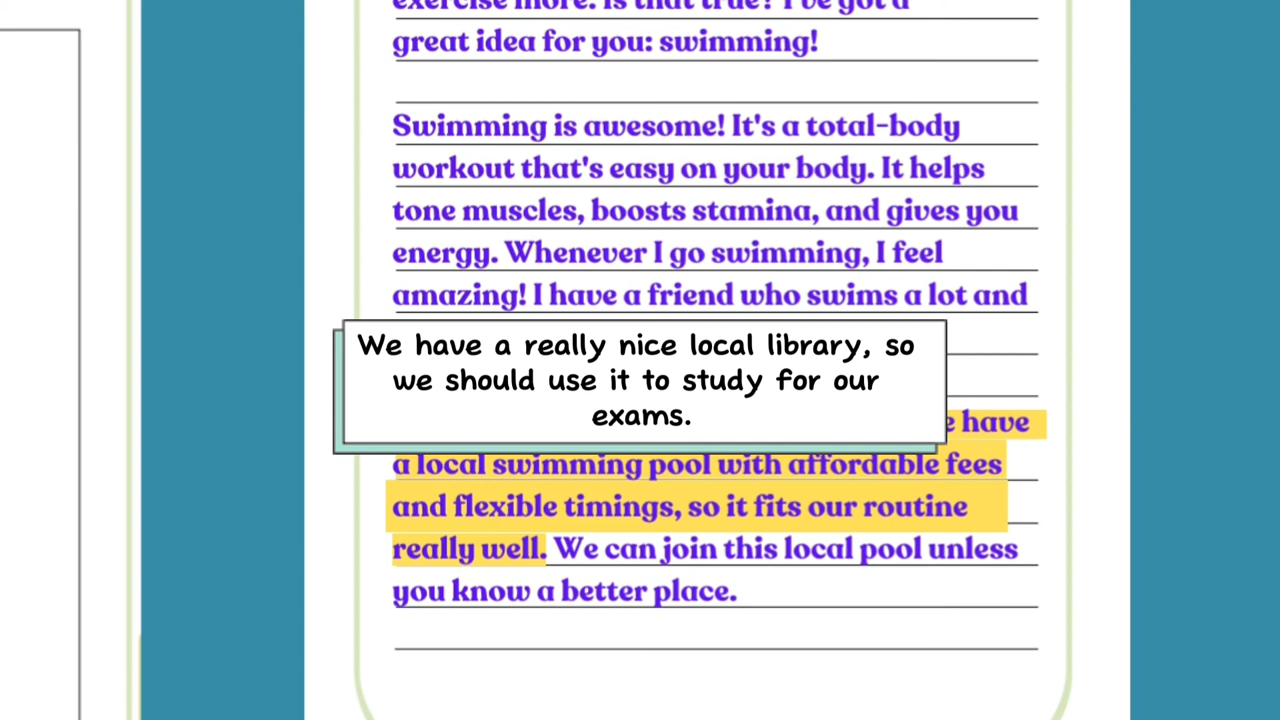 great idea for you: swimming!
Swimming is awesome! It's a total-body
workout that's easy on your body. It helps
tone muscles, boosts stamina, and gives you
energy. Whenever I go swimming, I feel
amazing! I have a friend who swims a lot and
We have a really nice local library, so
we should use it to study for our
exams.
have
a local swimming pool with affordable fees
and flexible timings, so it fits our routine
really well. We can join this local pool unless
you know a better place.